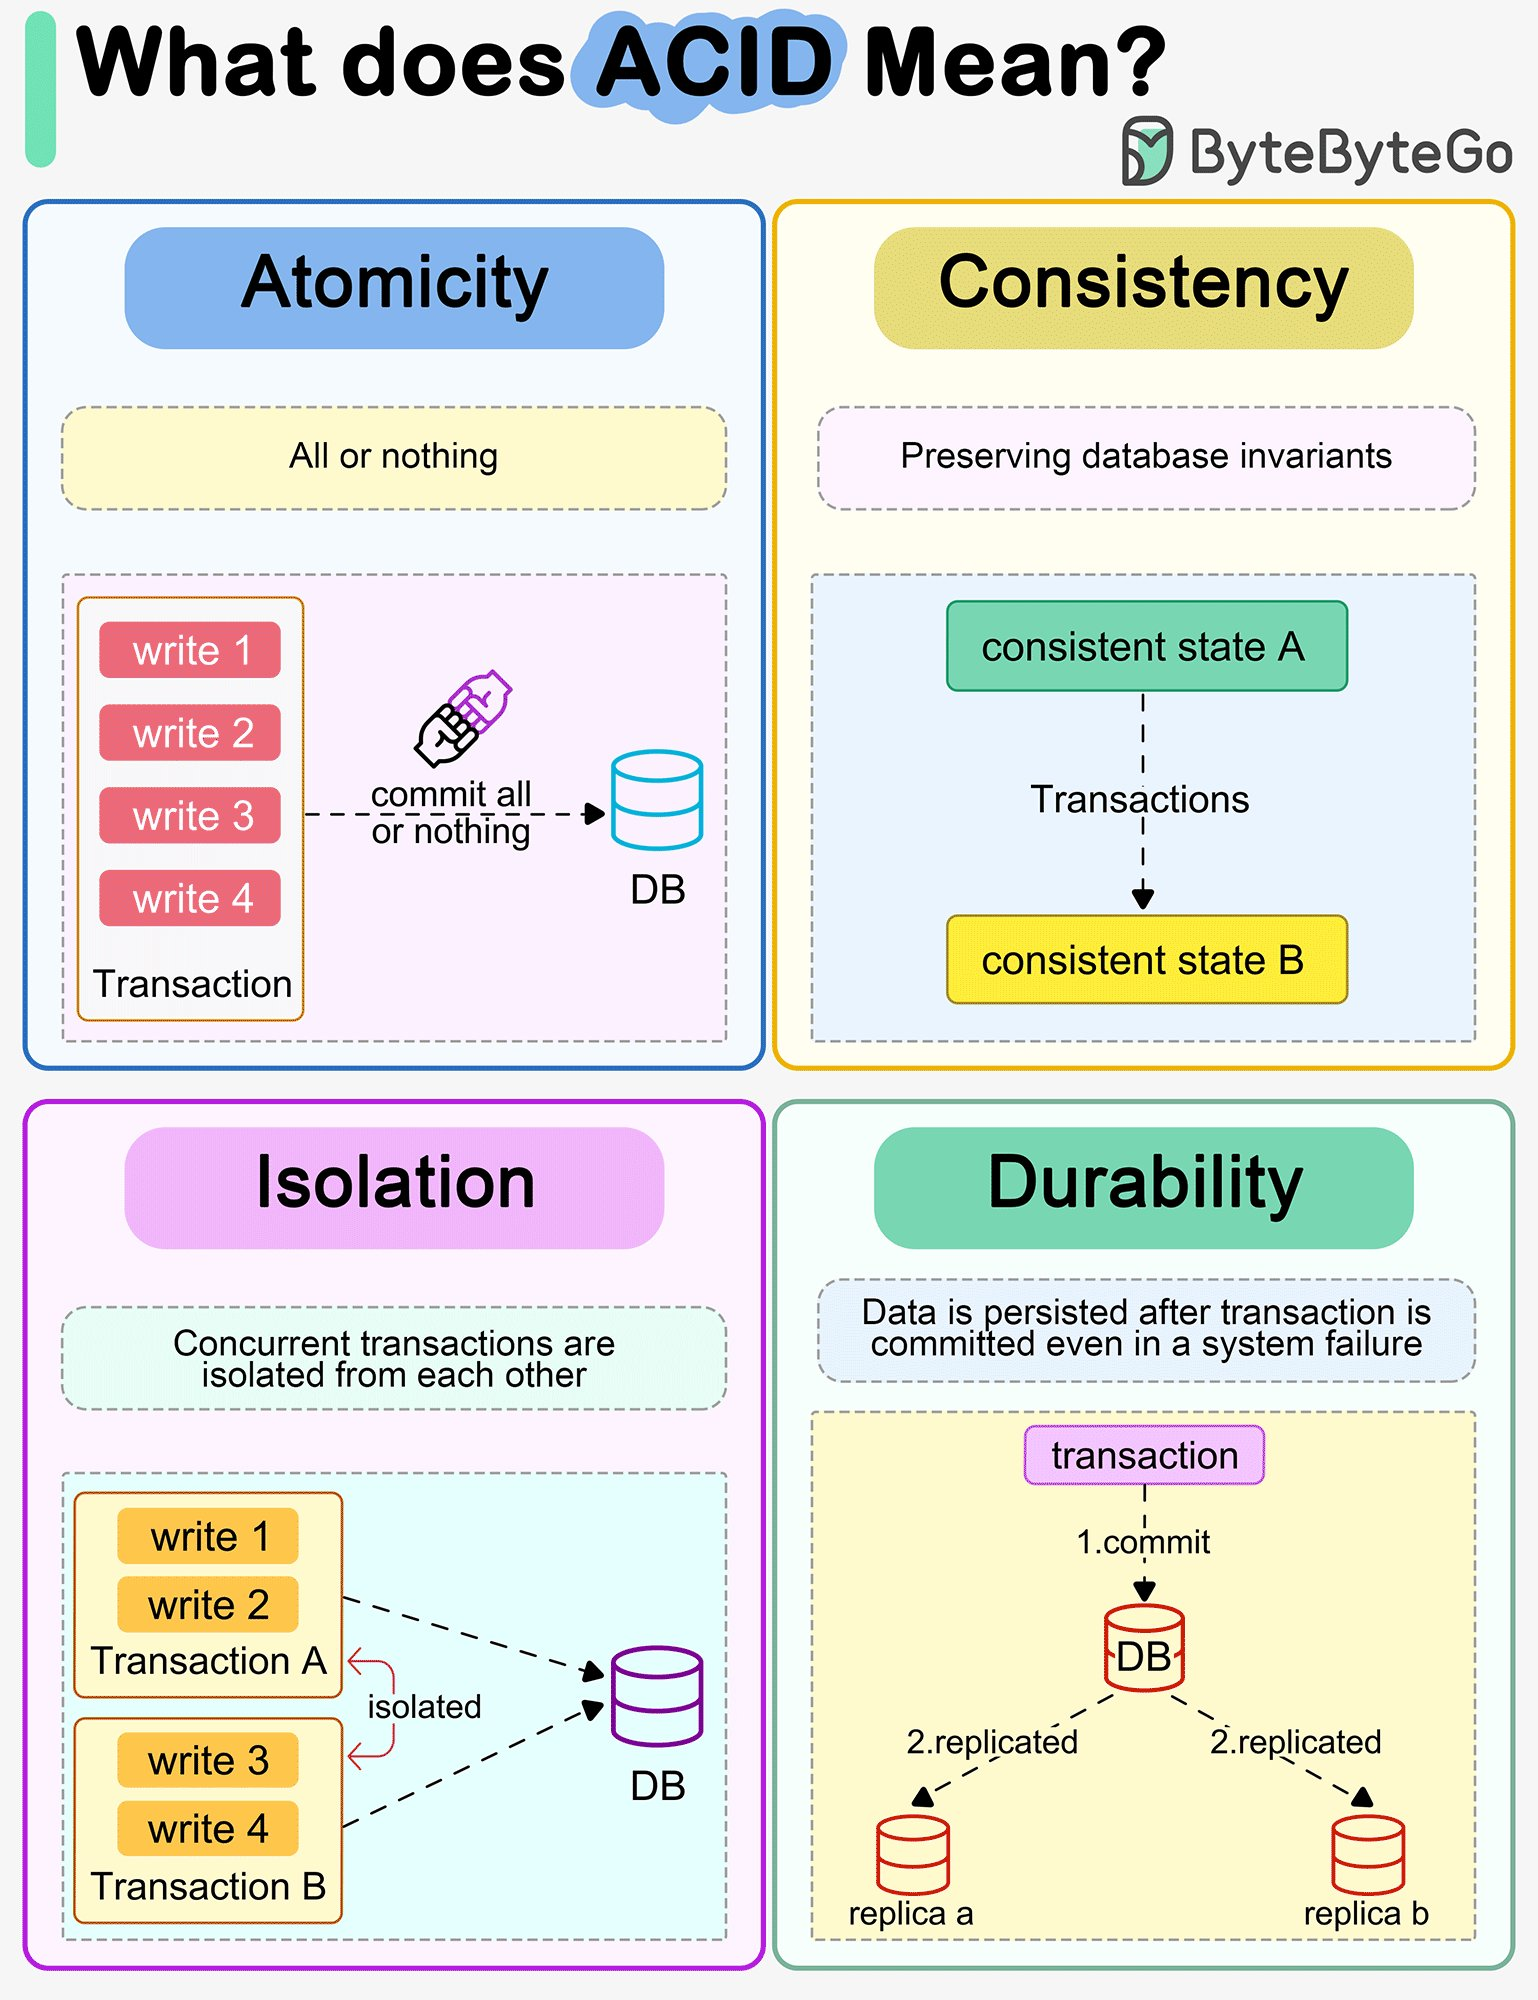 What does ACID Mean?
ByteByteGo
Atomicity
All or nothing
write 1
write 2
write 3
write 4
Transaction
commit all
or nothing
DB
Consistency
Preserving database invariants
consistent state A
Transactions
consistent state B
Isolation
Concurrent transactions are
isolated from each other
write 1
write 2
Transaction A
isolated
write 3
write 4
Transaction B
DB
Durability
Data is persisted after transaction is
committed even in a system failure
transaction
1.commit
DB
2.replicated
2.replicated
replica a
replica b